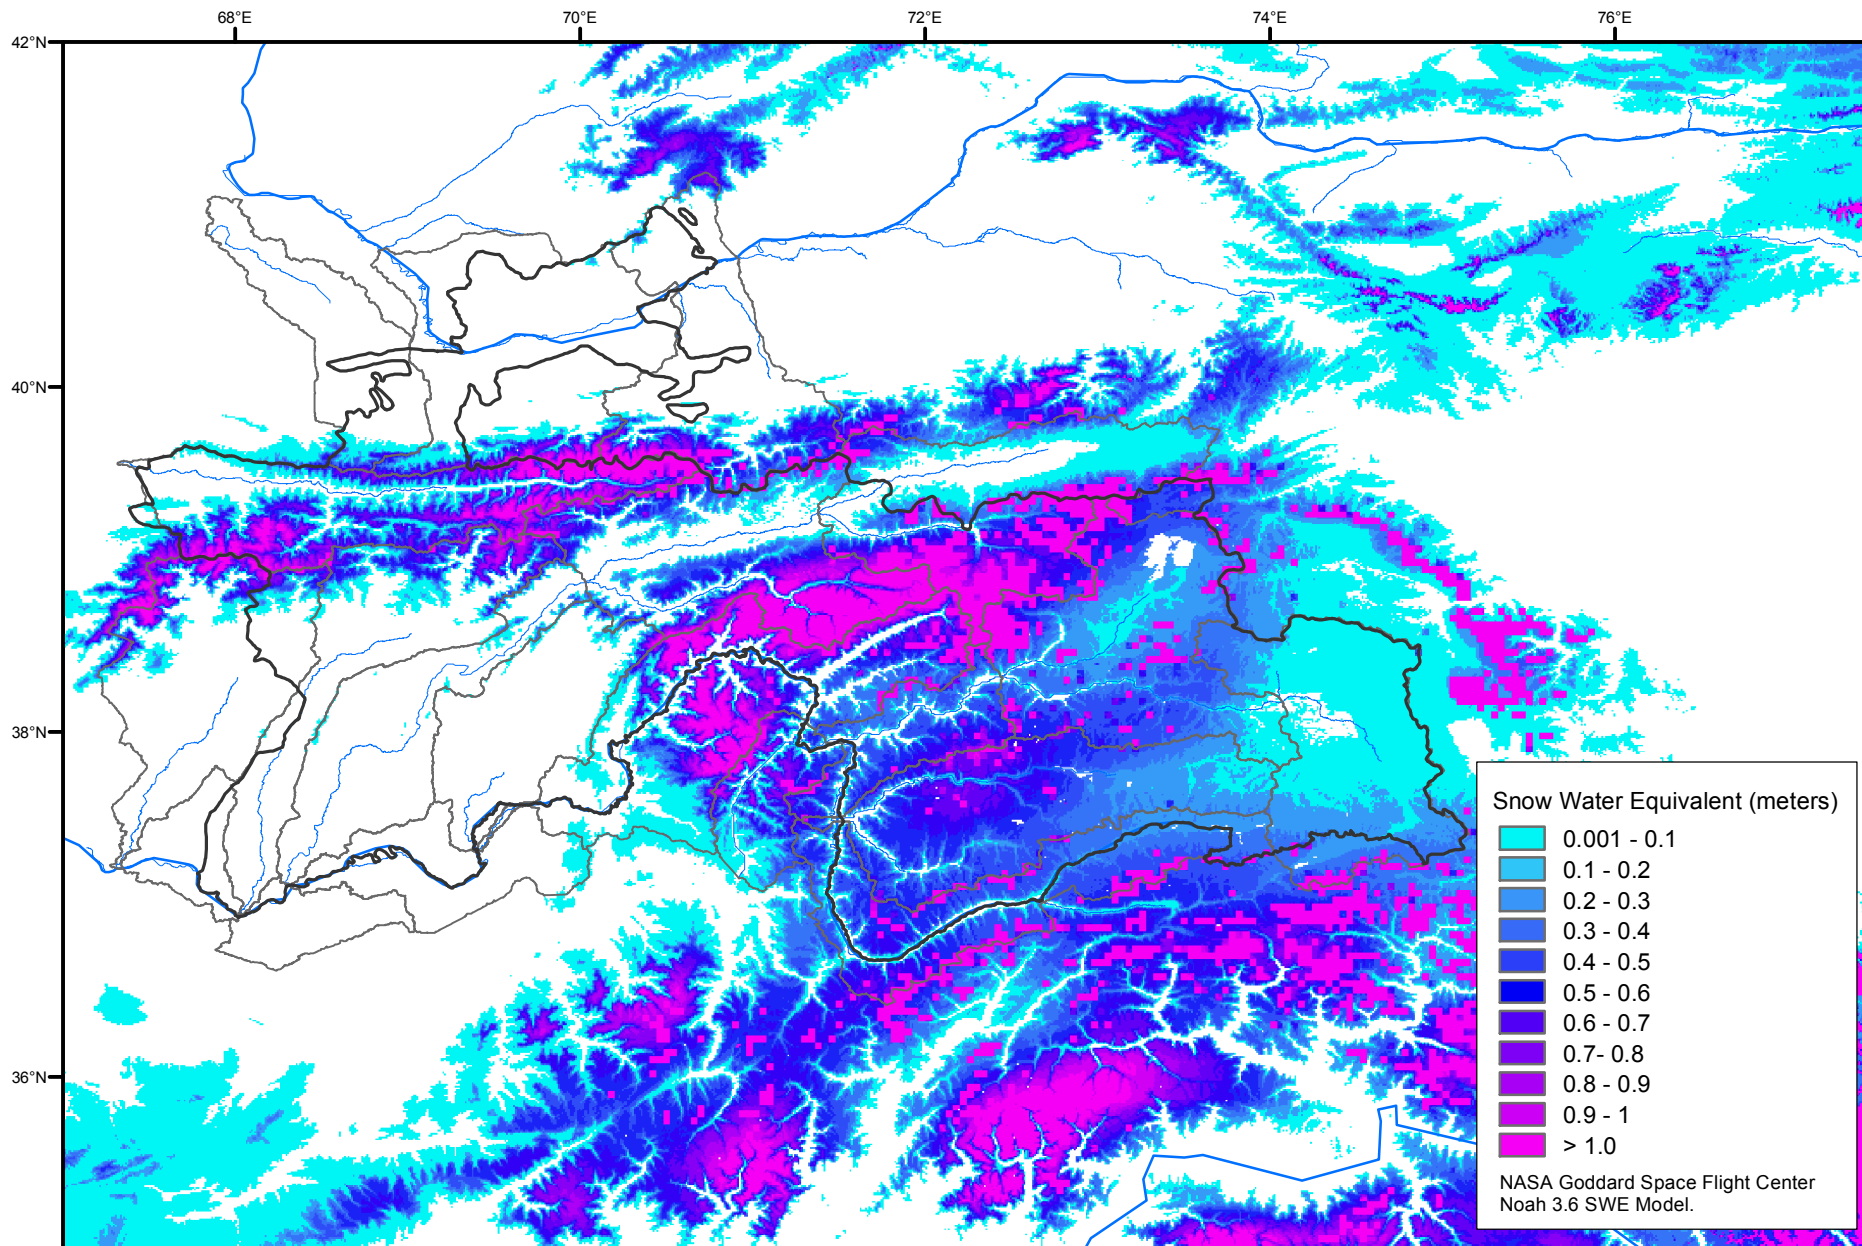 68°E 70°E 72°E 74°E 76°E
42°N
40°N
38°N
36°N
Snow Water Equivalent (meters)
0.001 - 0.1
0.1 - 0.2
0.2 - 0.3
0.3 - 0.4
0.4 - 0.5
0.5 - 0.6
0.6 - 0.7
0.7- 0.8
0.8 - 0.9
0.9 - 1
> 1.0
NASA Goddard Space Flight Center
Noah 3.6 SWE Model.